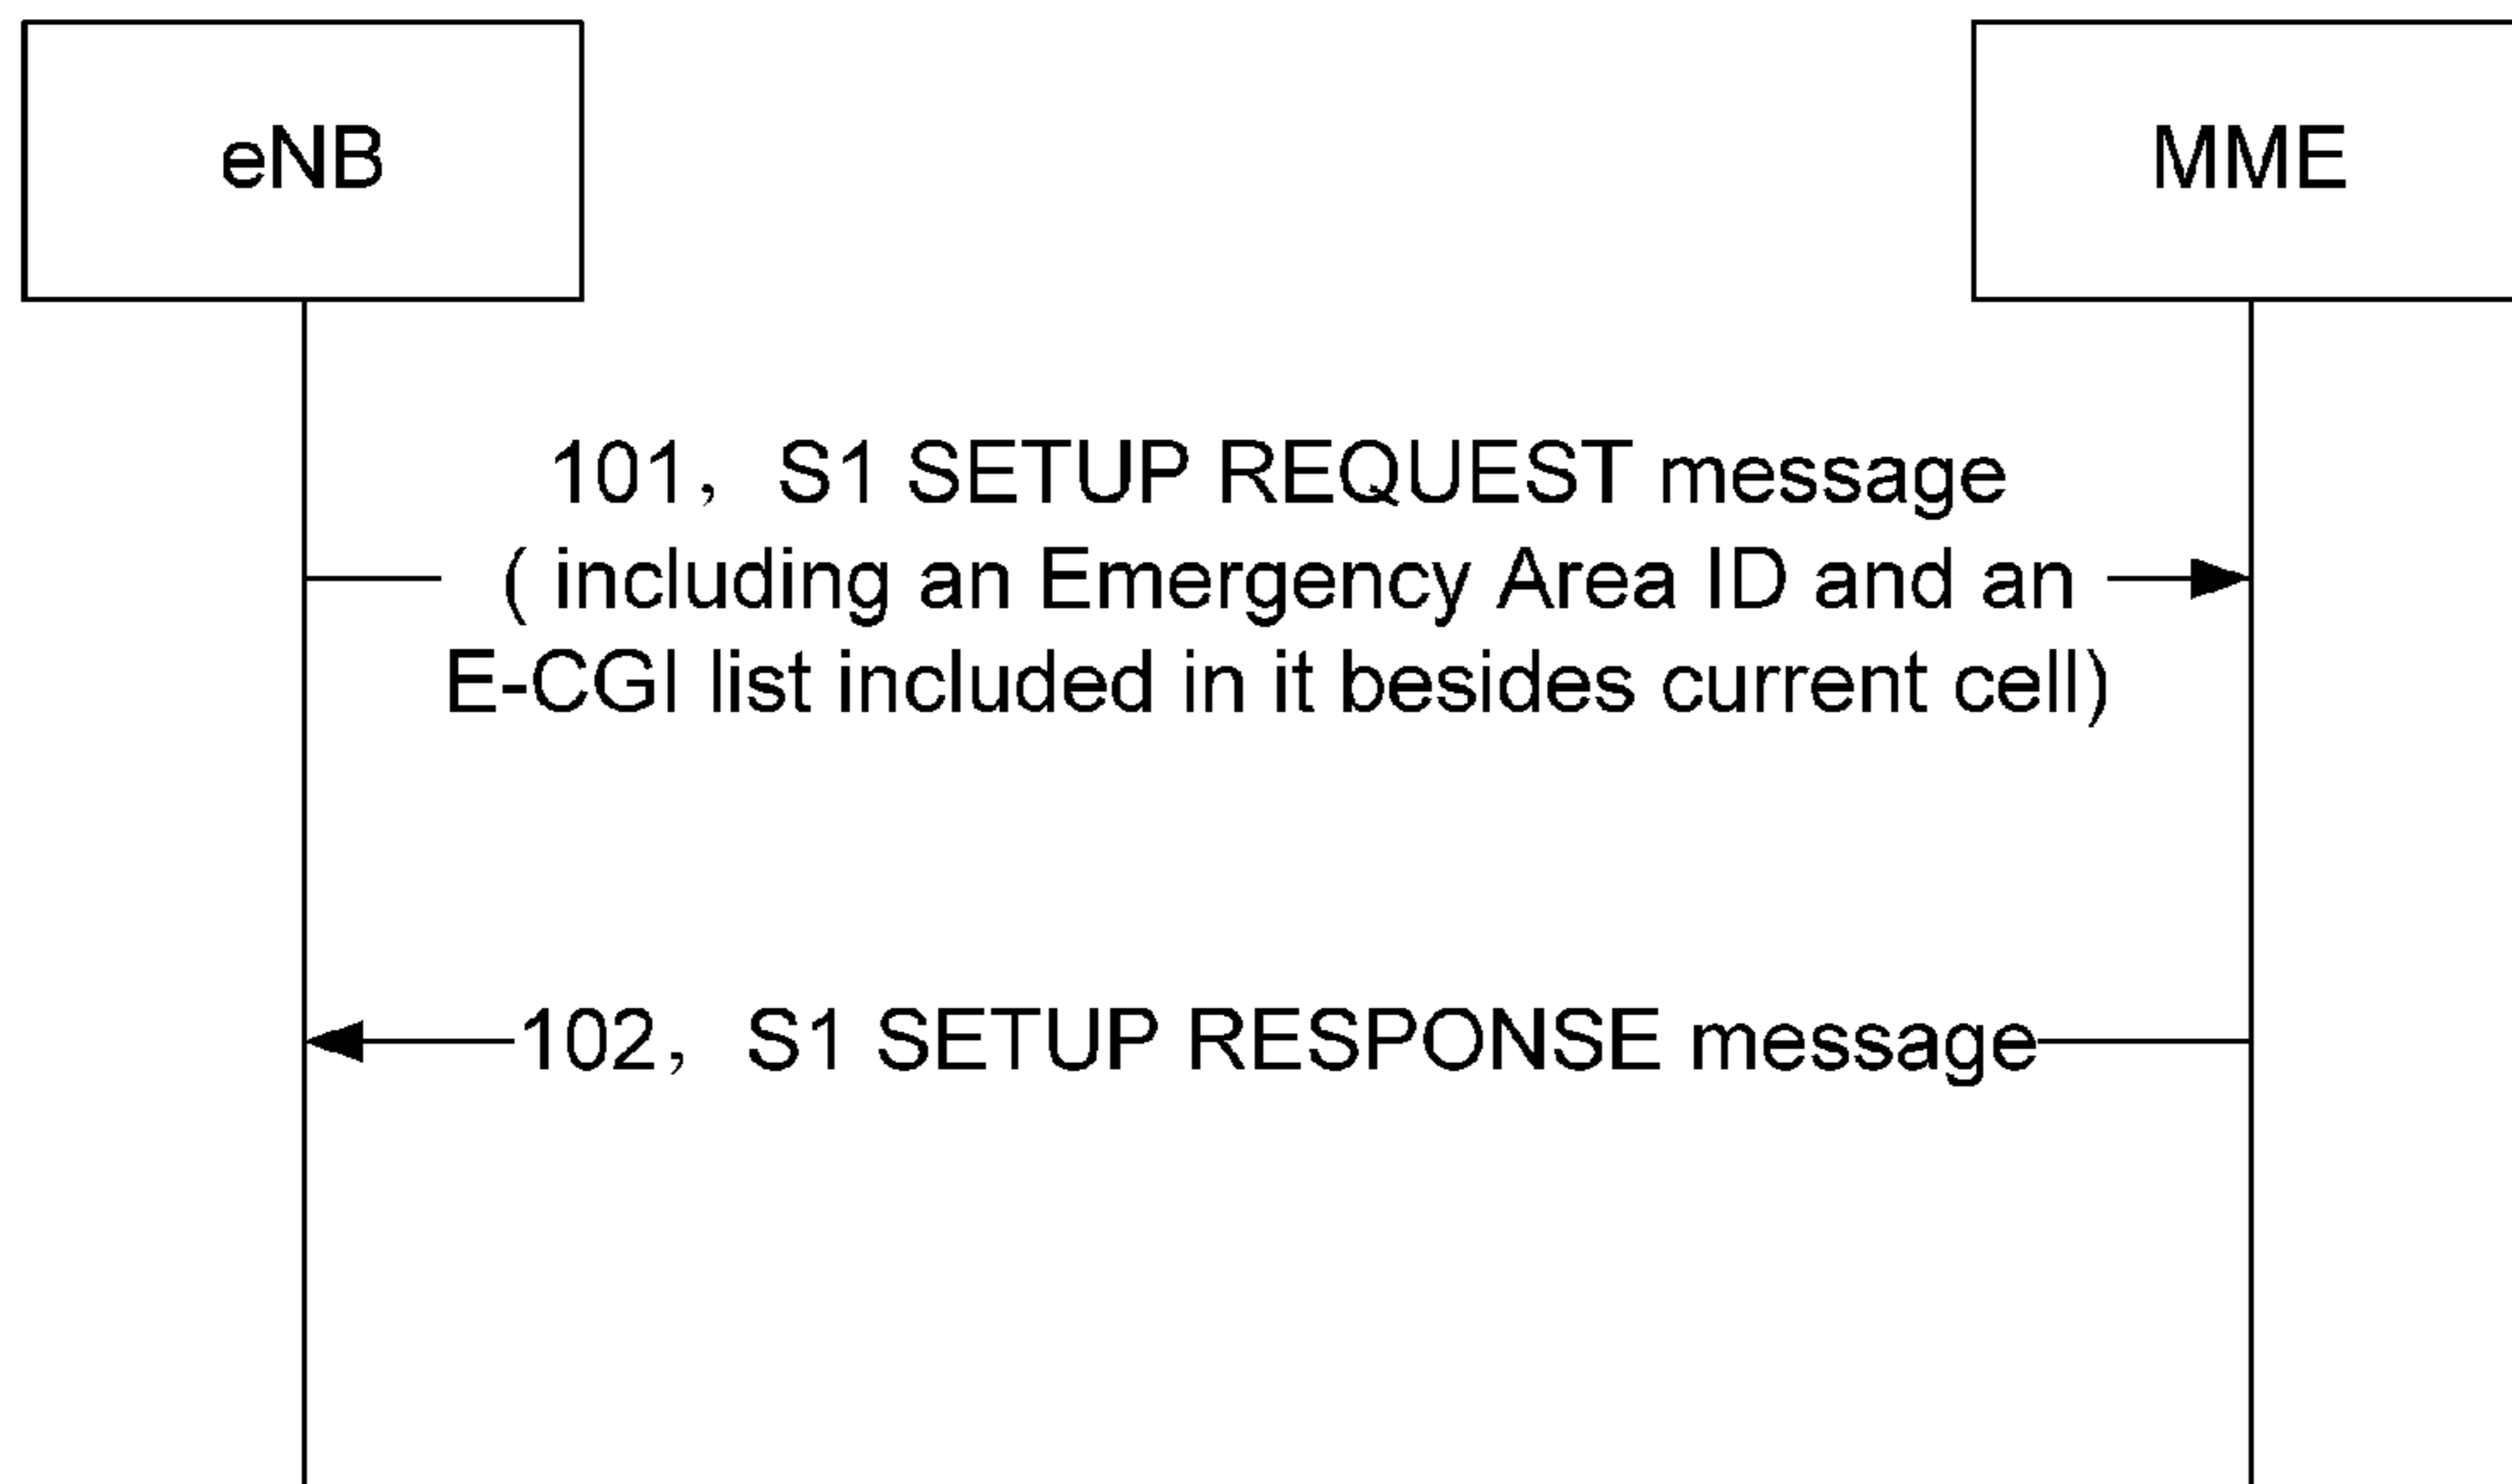 eNB
MME
101，S1 SETUP REQUEST message
( including an Emergency Area ID and an
E-CGI list included in it besides current cell)
102，S1 SETUP RESPONSE message